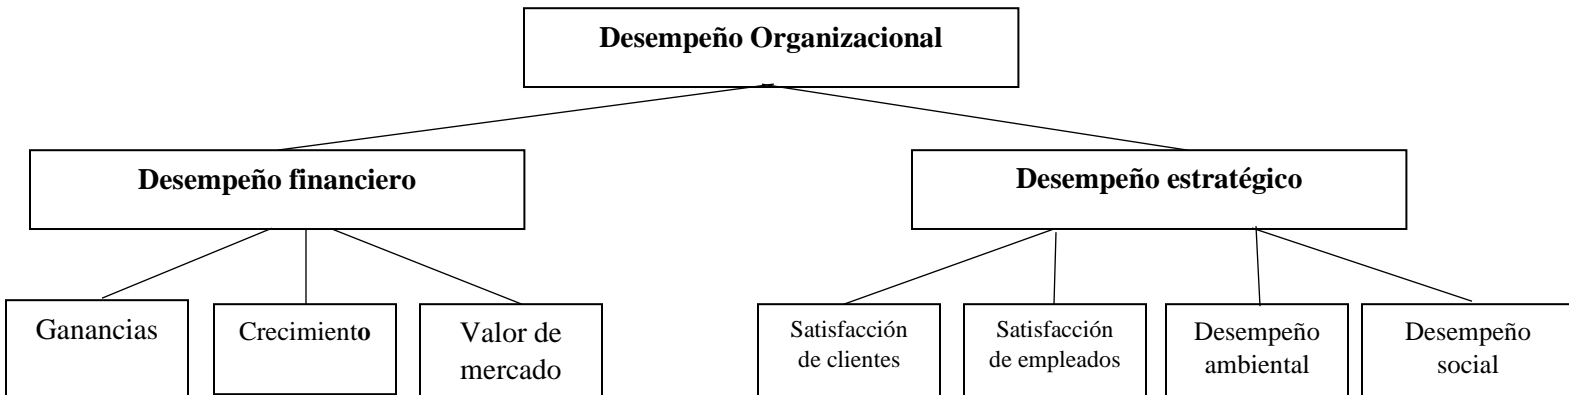 Desempeño Organizacional
Desempeño financiero
Desempeño estratégico
Ganancias
Crecimiento
Valor de
mercado
Satisfacción
de clientes
Satisfacción
de empleados
Desempeño
ambiental
Desempeño
social